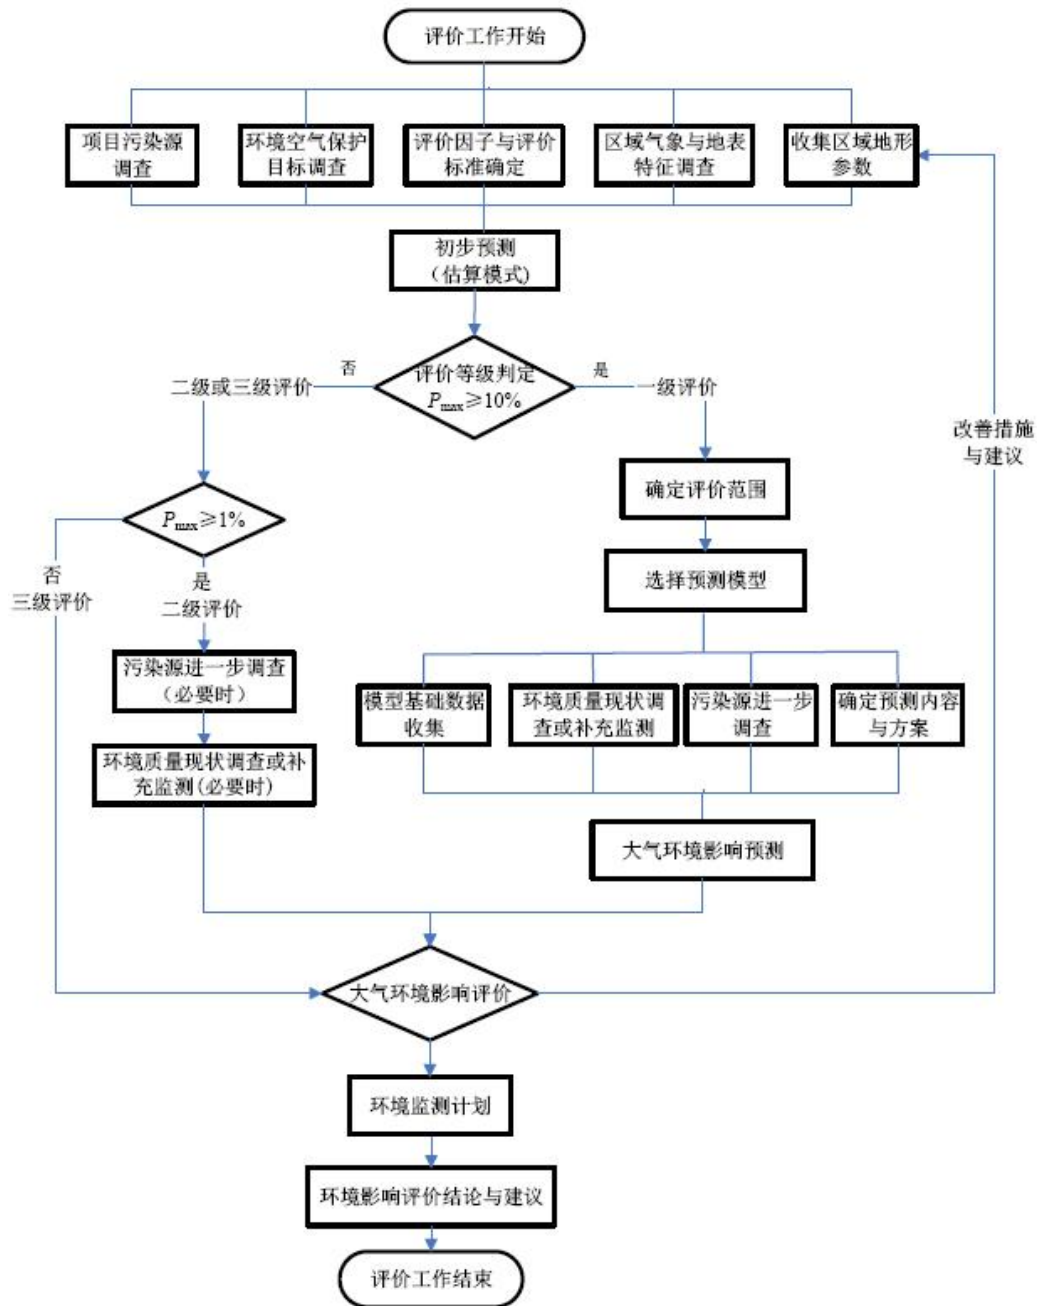 评价工作开始
项目污染源
调查
环境空气保护
目标调查
评价因子与评价
标准确定
区域气象与地表
特征调查
收集区域地形
参数
初步预测
（估算模式)
否
评价等级判定
Pmax≥10%
是
二级或三级评价
一级评价
改善措施
与建议
确定评价范围
Pmax≥1%
选择预测模型
否
三级评价
是
二级评价
污染源进一步调查
（必要时）
模型基础数据
收集
环境质量现状调
查或补充监测
污染源进一步
调查
确定预测内容
与方案
环境质量现状调查或补
充监测(必要时)
大气环境影响预测
大气环境影响评价
环境监测计划
环境影响评价结论与建议
评价工作结束